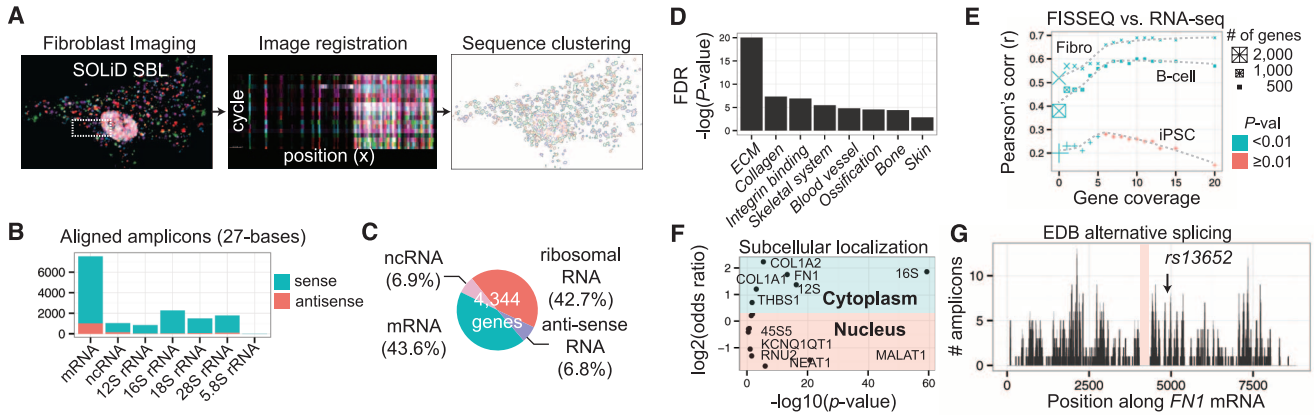 A
Fibroblast Imaging
SOLiD SBL
Image registration
cycle
position (x)
Sequence clustering
B
Aligned amplicons (27-bases)
6000
4000
2000
0
sense
antisense
mRNA
ncRNA
12S rRNA
16S rRNA
18S rRNA
28S rRNA
5.8S rRNA
C
ncRNA
(6.9%)
ribosomal
RNA
(42.7%)
4,344
genes
mRNA
(43.6%)
anti-sense
RNA
(6.8%)
D
FDR
-log(P-value)
20
15
10
5
0
ECM
Collagen
Integrin binding
Skeletal system
Blood vessel
Ossification
Bone
Skin
E
FISSEQ vs. RNA-seq
Pearson's corr (r)
0.7
0.6
0.5
0.4
0.3
0.2
Fibro
B-cell
iPSC
0
5
10
15
20
Gene coverage
# of genes
2,000
1,000
500
P-val
<0.01
≥0.01
F
Subcellular localization
log2(odds ratio)
2
1
0
−1
COL1A2
COL1A1
FN1
12S
16S
THBS1
Cytoplasm
Nucleus
45S5
KCNQ1QT1
RNU2
NEAT1
MALAT1
0
20
40
60
-log10(p-value)
G
EDB alternative splicing
rs13652
# amplicons
10
5
0
0
2500
5000
7500
Position along FN1 mRNA